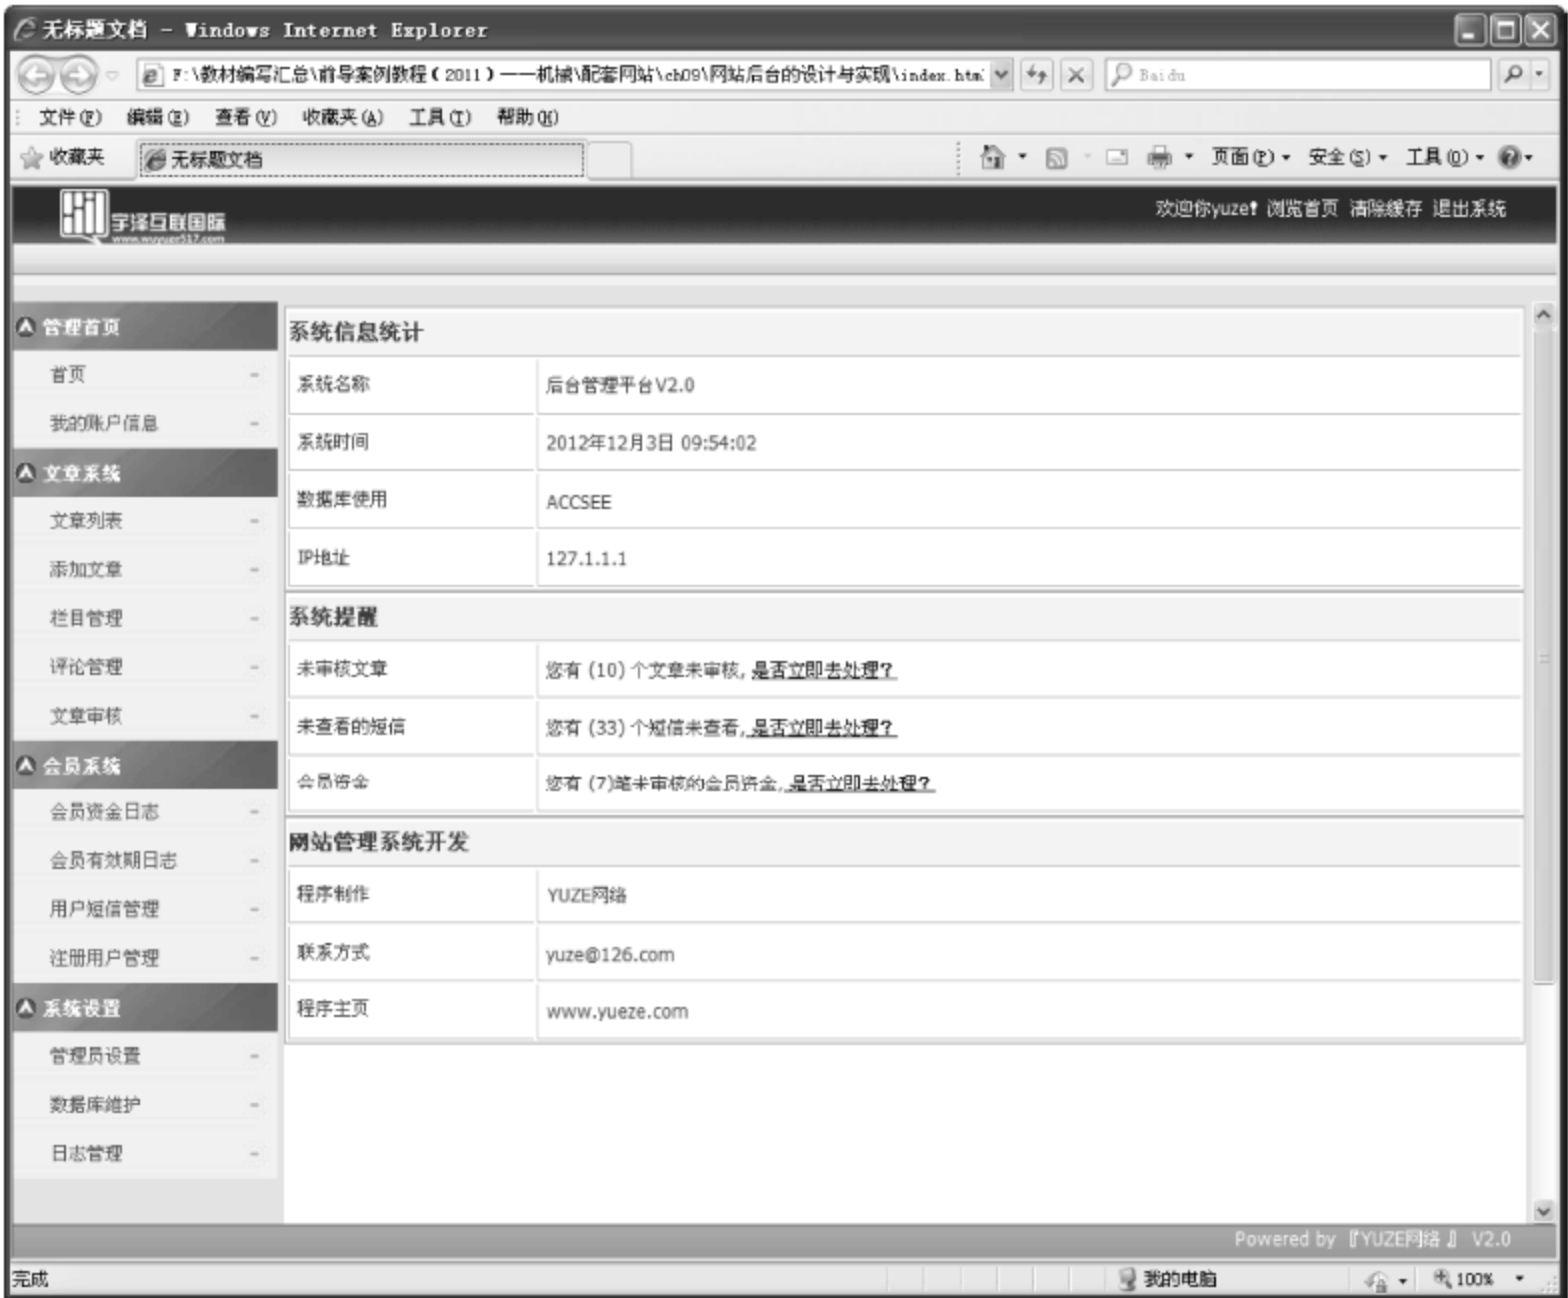 无标题文档 - Windows Internet Explorer
F:\教材编写汇总\前导案例教程（2011）——机械\配套网站\ch09\网站后台的设计与实现\index.htm
Baidu
文件(F) 编辑(E) 查看(V) 收藏夹(A) 工具(T) 帮助(H)
收藏夹 无标题文档 页面(P) 安全(S) 工具(O)
宇泽互联国际
欢迎你yuze! 浏览首页 清除缓存 退出系统
管理首页
首页
我的账户信息
文章系统
文章列表
添加文章
栏目管理
评论管理
文章审核
会员系统
会员资金日志
会员有效期日志
用户短信管理
注册用户管理
系统设置
管理员设置
数据库维护
日志管理
系统信息统计
系统名称 后台管理平台V2.0
系统时间 2012年12月3日 09:54:02
数据库使用 ACCSEE
IP地址 127.1.1.1
系统提醒
未审核文章 您有 (10) 个文章未审核, 是否立即去处理?
未查看的短信 您有 (33) 个短信未查看, 是否立即去处理?
会员资金 您有 (7)笔未审核的会员资金, 是否立即去处理?
网站管理系统开发
程序制作 YUZE网络
联系方式 yuze@126.com
程序主页 www.yueze.com
Powered by 『YUZE网络 』 V2.0
完成 我的电脑 100%